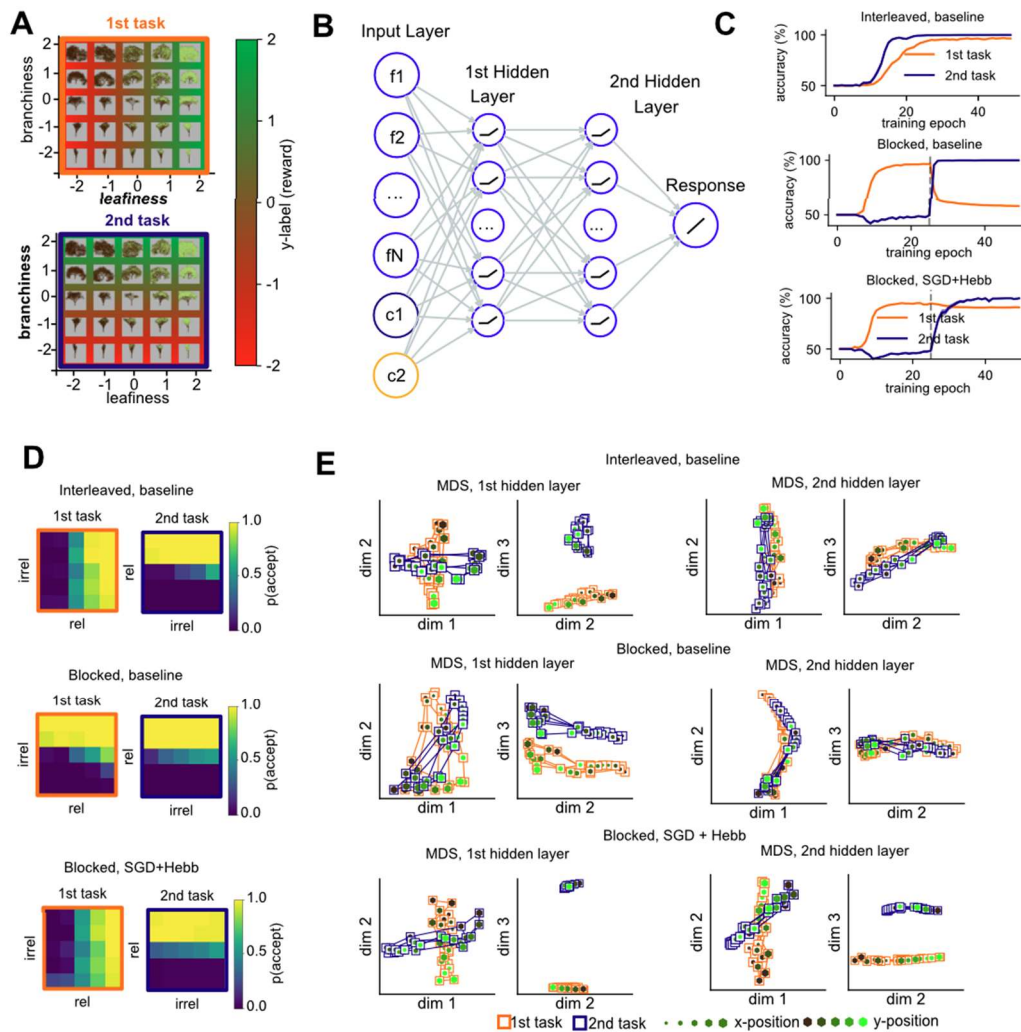 A
1st task
branchiness
2
1
0
-1
-2
-2 -1 0 1 2
leafiness
2nd task
branchiness
2
1
0
-1
-2
-2 -1 0 1 2
leafiness
2
1
0
-1
-2
y-label (reward)
B
Input Layer
f1
f2
...
fN
c1
c2
1st Hidden
Layer
...
2nd Hidden
Layer
...
Response
C
Interleaved, baseline
accuracy (%)
100
50
0 20 40
1st task
2nd task
training epoch
Blocked, baseline
accuracy (%)
100
50
0 20 40
training epoch
Blocked, SGD+Hebb
accuracy (%)
100
50
0 20 40
1st task
2nd task
training epoch
D
Interleaved, baseline
1st task 2nd task
irrel
rel
rel
irrel
1.0
0.5
0.0
p(accept)
Blocked, baseline
1st task 2nd task
irrel
rel
rel
irrel
1.0
0.5
0.0
p(accept)
Blocked, SGD+Hebb
1st task 2nd task
irrel
rel
rel
irrel
1.0
0.5
0.0
p(accept)
E
Interleaved, baseline
MDS, 1st hidden layer
dim 2
dim 1
dim 3
dim 2
MDS, 2nd hidden layer
dim 2
dim 1
dim 3
dim 2
Blocked, baseline
MDS, 1st hidden layer
dim 2
dim 1
dim 3
dim 2
MDS, 2nd hidden layer
dim 2
dim 1
dim 3
dim 2
Blocked, SGD + Hebb
MDS, 1st hidden layer
dim 2
dim 1
dim 3
dim 2
MDS, 2nd hidden layer
dim 2
dim 1
dim 3
dim 2
1st task 2nd task x-position y-position